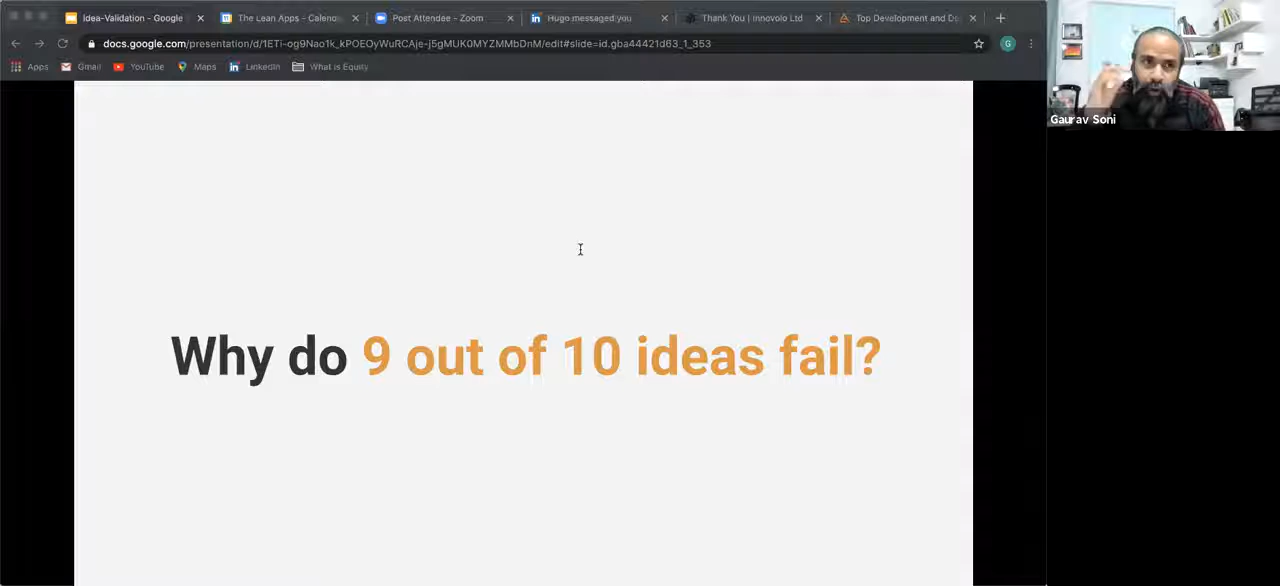 Idea-Validation - Google
The Lean Apps - Calend
Post Attendee - Zoom
Hugo messaged you
Thank You | Innovolo Ltd
Top Development and De
docs.google.com/presentation/d/1ETi-og9Nao1k_kPOEOyWuRCAje-j5gMUK0MYZMMbDnM/edit#slide=id.gba44421d63_1_353
G
Apps
Gmail
YouTube
Maps
LinkedIn
What is Equity
Gaurav Soni
Why do 9 out of 10 ideas fail?